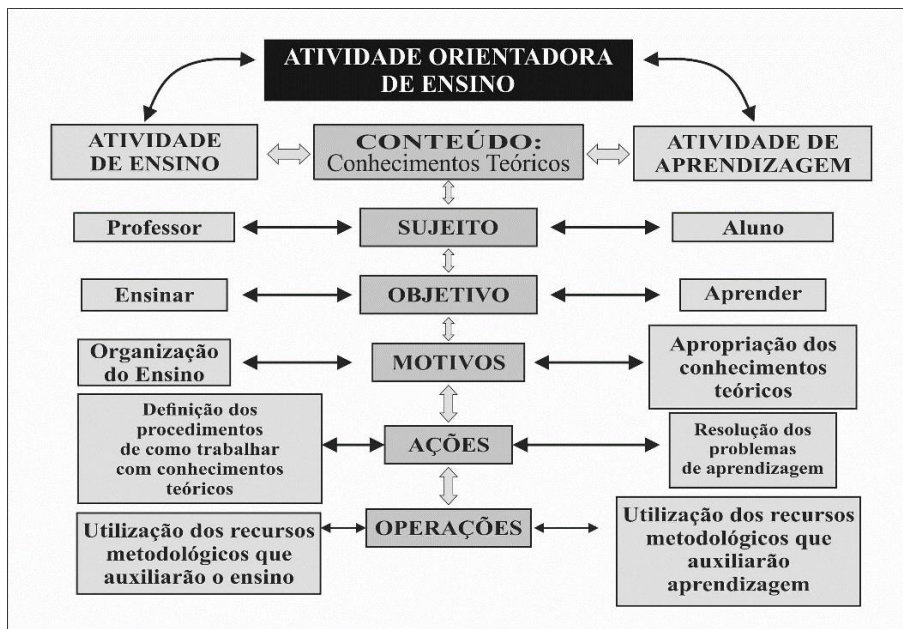 ATIVIDADE ORIENTADORA
DE ENSINO
ATIVIDADE
DE ENSINO
CONTEÚDO:
Conhecimentos Teóricos
ATIVIDADE DE
APRENDIZAGEM
Professor
SUJEITO
Aluno
Ensinar
OBJETIVO
Aprender
Organização
do Ensino
MOTIVOS
Apropriação dos
conhecimentos
teóricos
Definição dos
procedimentos
de como trabalhar
com conhecimentos
teóricos
AÇÕES
Resolução dos
problemas
de aprendizagem
Utilização dos recursos
metodológicos que
auxiliarão o ensino
OPERAÇÕES
Utilização dos recursos
metodológicos que
auxiliarão
aprendizagem